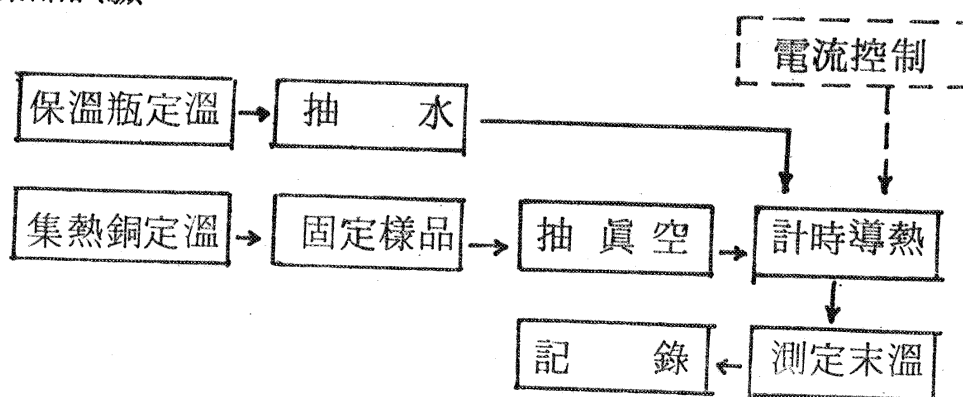 電流控制
保溫瓶定溫
抽水
集熱銅定溫
固定樣品
抽眞空
計時導熱
記錄
測定末溫